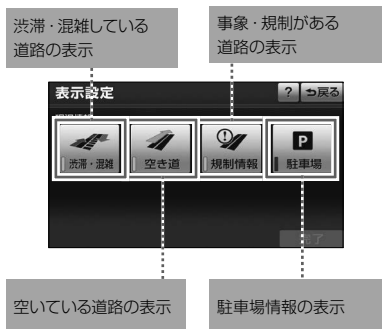 渋滞・混雑している
道路の表示
事象・規制がある
道路の表示
表示設定
? 戻る
渋滞・混雑
空き道
規制情報
P
駐車場
完了
空いている道路の表示
駐車場情報の表示